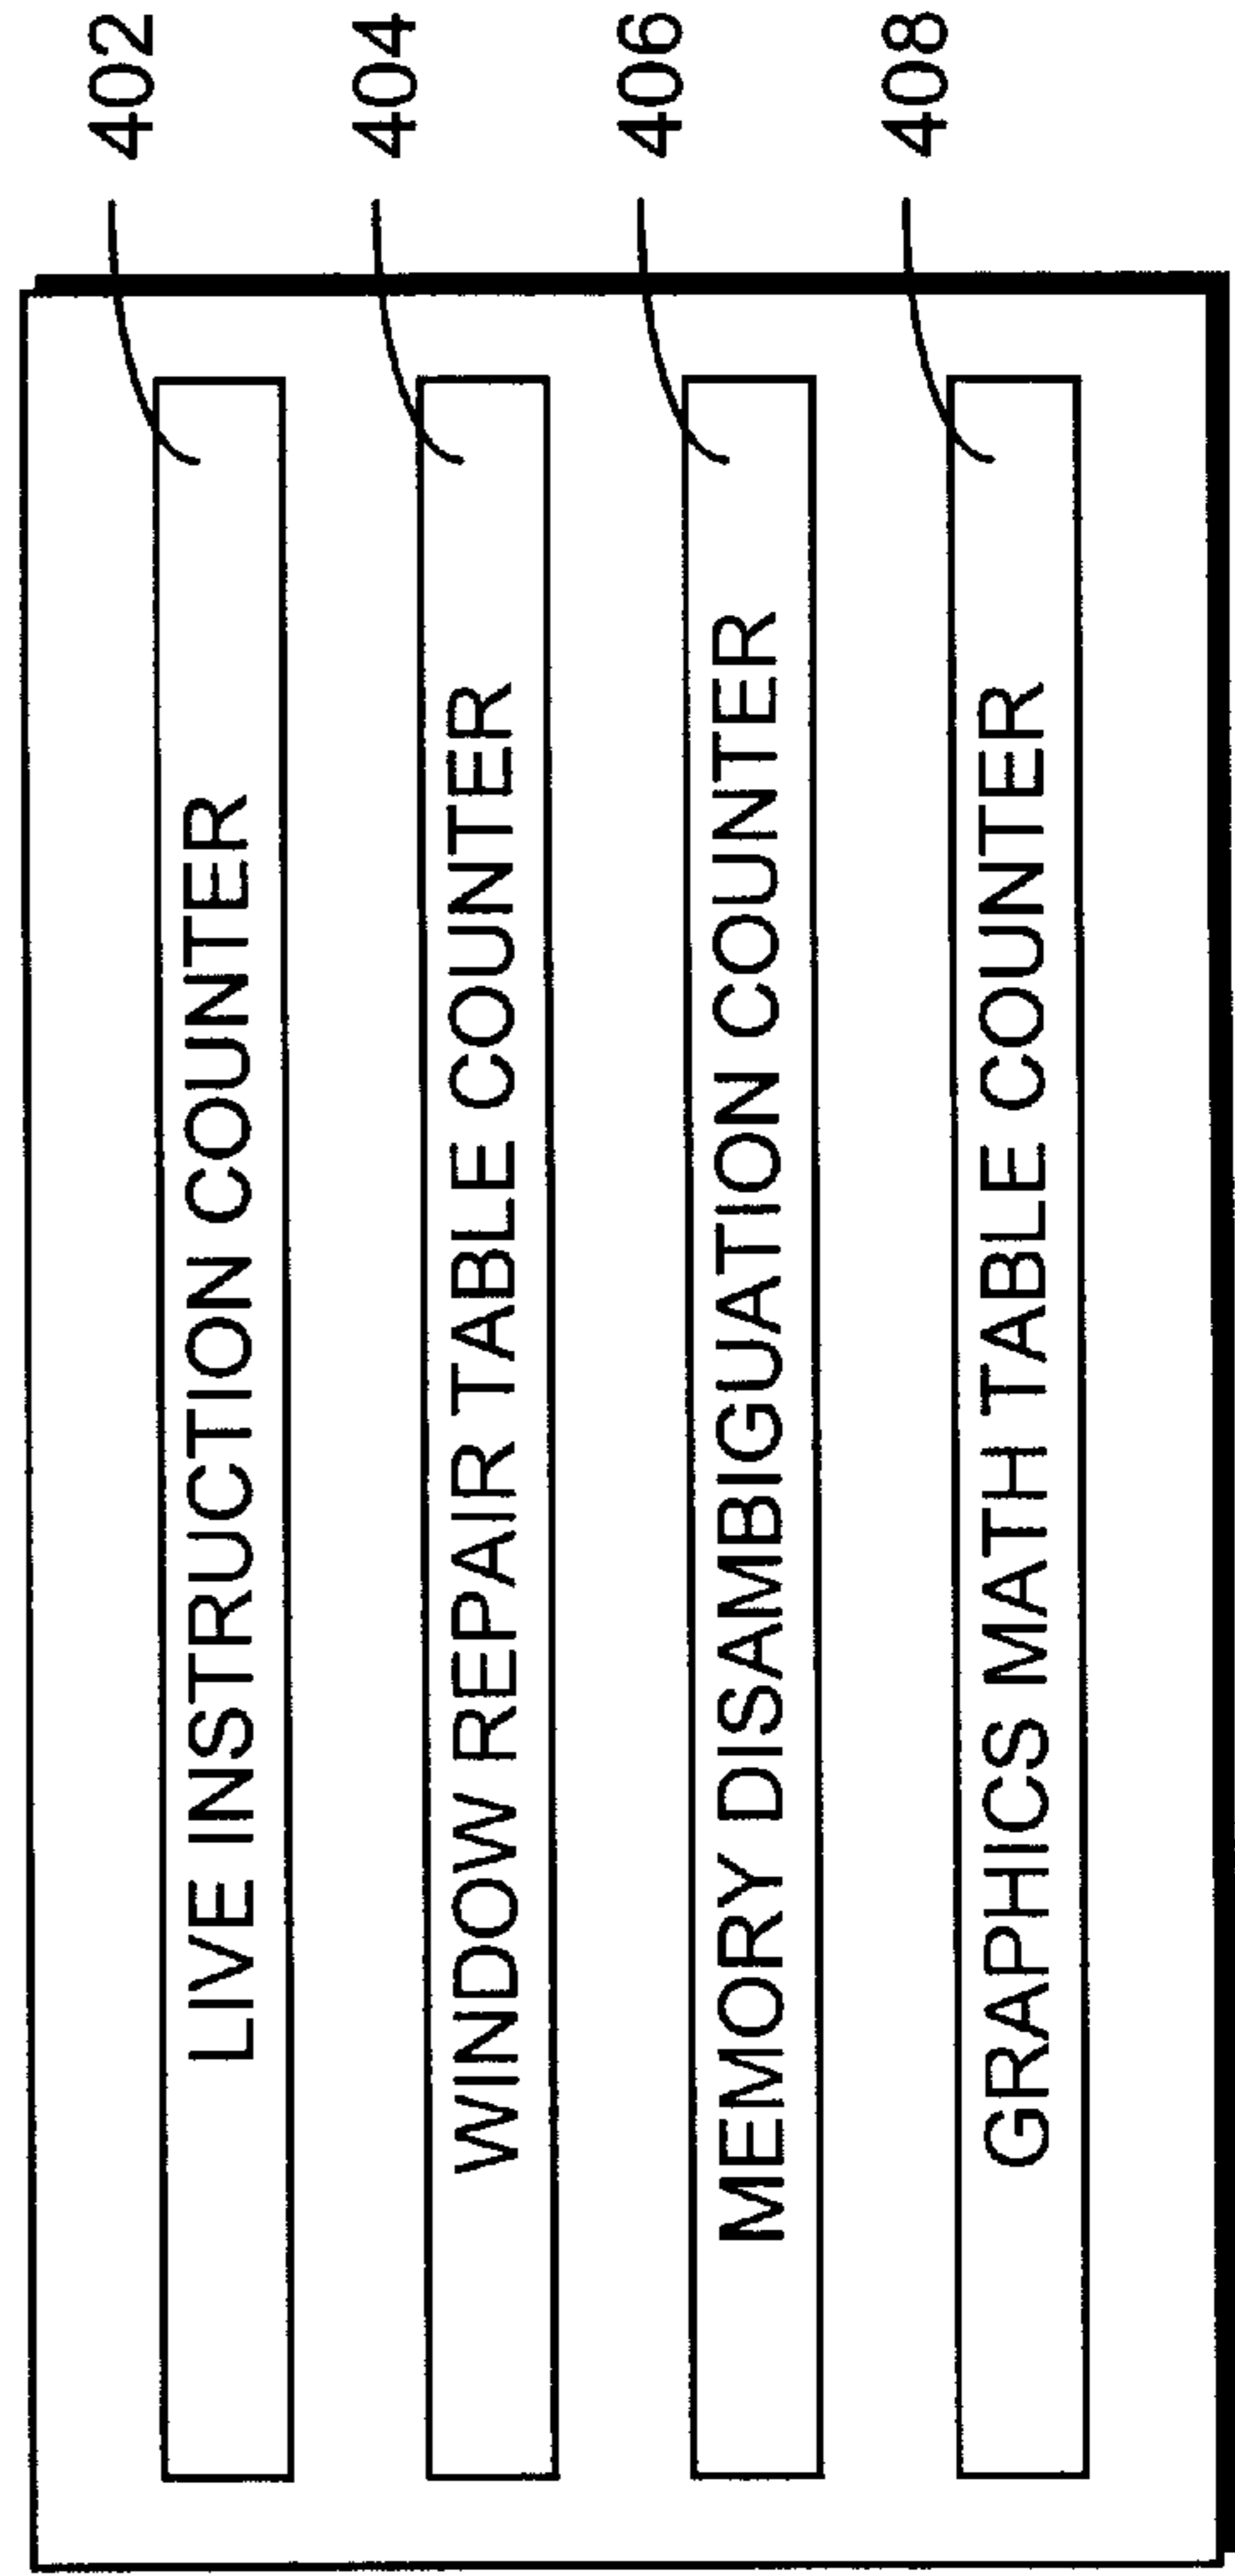 LIVE INSTRUCTION COUNTER 402
WINDOW REPAIR TABLE COUNTER 404
MEMORY DISAMBIGUATION COUNTER 406
GRAPHICS MATH TABLE COUNTER 408